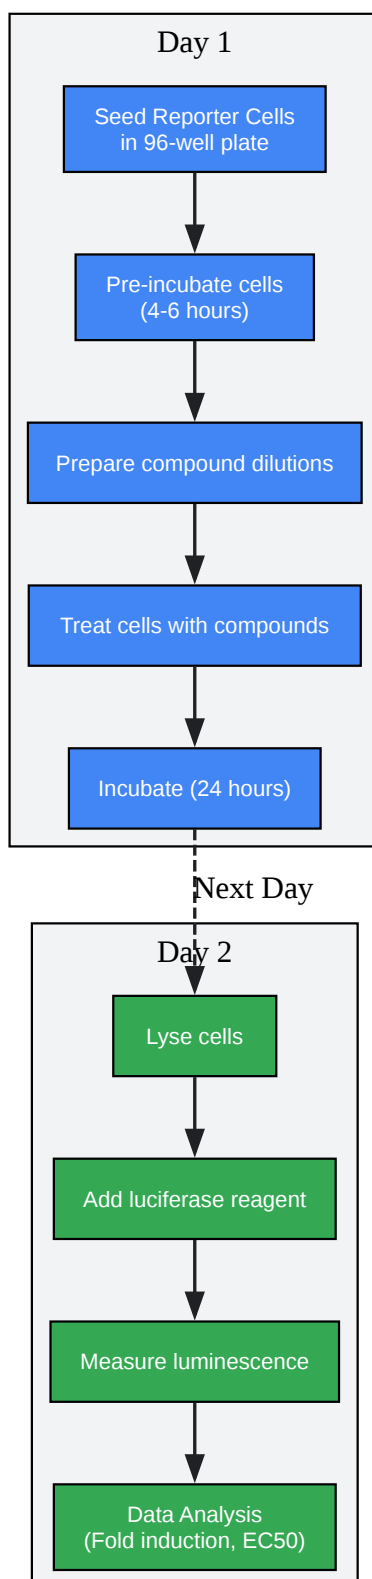 Day 1
Seed Reporter Cells
in 96-well plate
Pre-incubate cells
(4-6 hours)
Prepare compound dilutions
Treat cells with compounds
Incubate (24 hours)
Next Day
Day 2
Lyse cells
Add luciferase reagent
Measure luminescence
Data Analysis
(Fold induction, EC50)